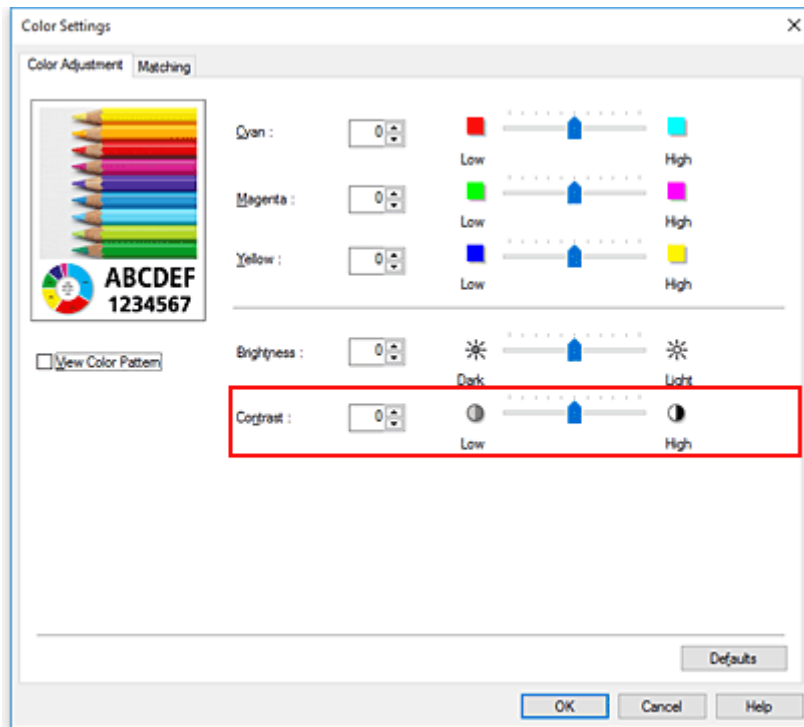 Color Settings
Color Adjustment Matching
Cyan : 0
Low High
Magenta : 0
Low High
Yellow : 0
Low High
ABCDEF
1234567
View Color Pattern
Brightness : 0
Dark Light
Contrast : 0
Low High
Defaults
OK Cancel Help